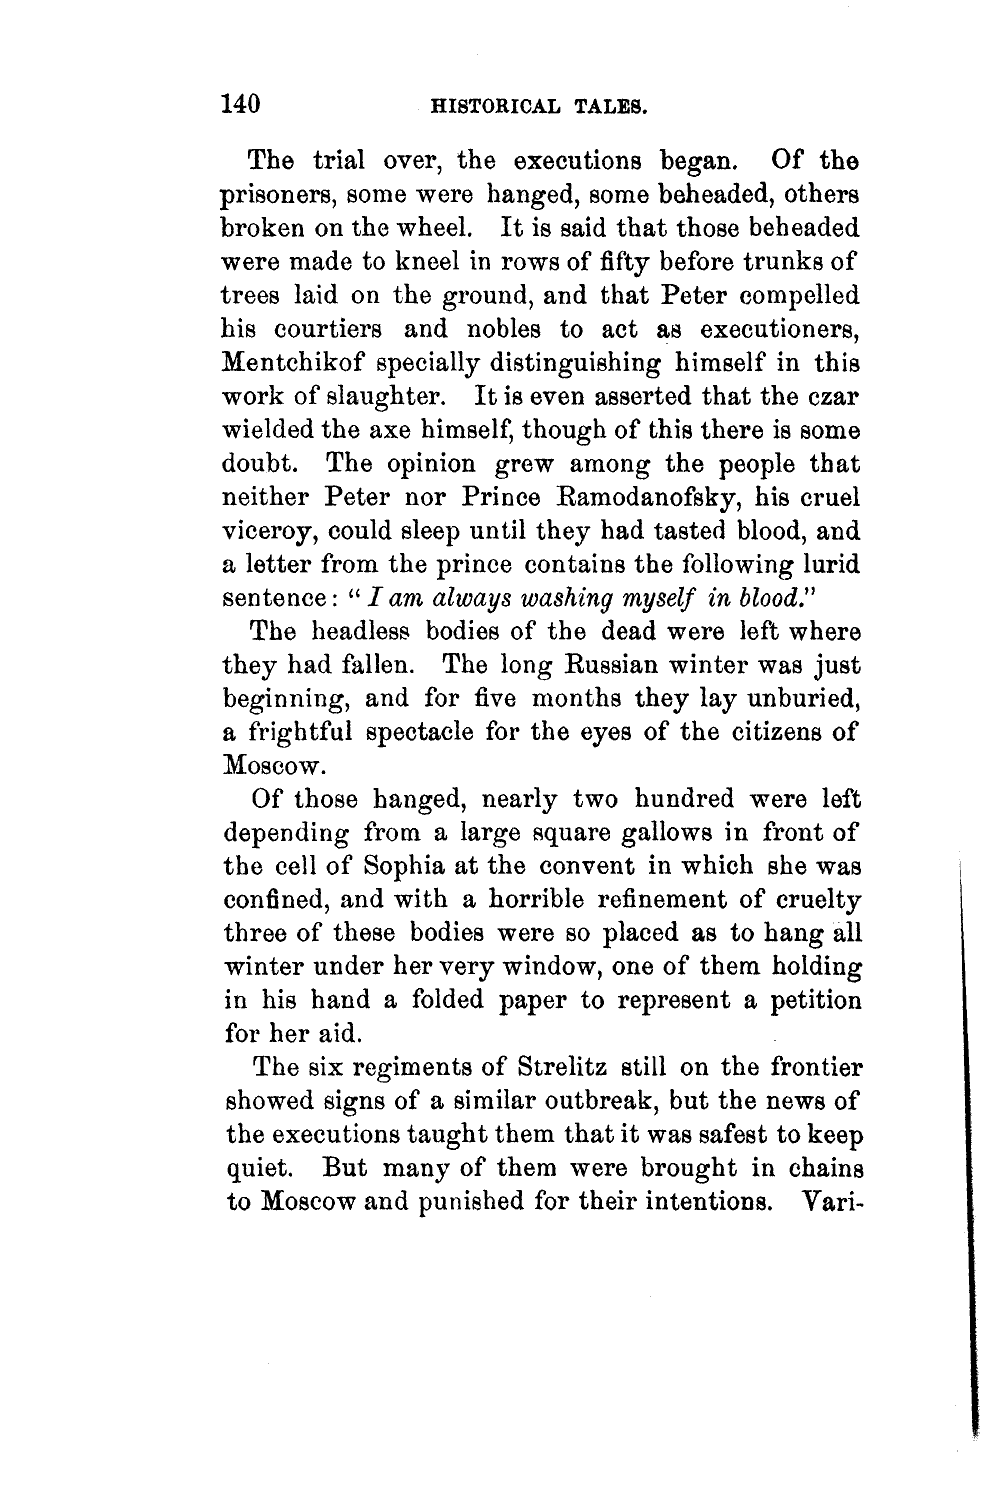 140 HISTORICAL TALES.
The trial over, the executions began. Of the
prisoners, some were hanged, some beheaded, others
broken on the wheel. It is said that those beheaded
were made to kneel in rows of fifty before trunks of
trees laid on the ground, and that Peter compelled
his courtiers and nobles to act as executioners,
Mentchikof specially distinguishing himself in this
work of slaughter. It is even asserted that the czar
wielded the axe himself, though of this there is some
doubt. The opinion grew among the people that
neither Peter nor Prince Ramodanofsky, his cruel
viceroy, could sleep until they had tasted blood, and
a letter from the prince contains the following lurid
sentence: "I am always washing myself in blood."
The headless bodies of the dead were left where
they had fallen. The long Russian winter was just
beginning, and for five months they lay unburied,
a frightful spectacle for the eyes of the citizens of
Moscow.
Of those hanged, nearly two hundred were left
depending from a large square gallows in front of
the cell of Sophia at the convent in which she was
confined, and with a horrible refinement of cruelty
three of these bodies were so placed as to hang all
winter under her very window, one of them holding
in his hand a folded paper to represent a petition
for her aid.
The six regiments of Strelitz still on the frontier
showed signs of a similar outbreak, but the news of
the executions taught them that it was safest to keep
quiet. But many of them were brought in chains
to Moscow and punished for their intentions. Vari-